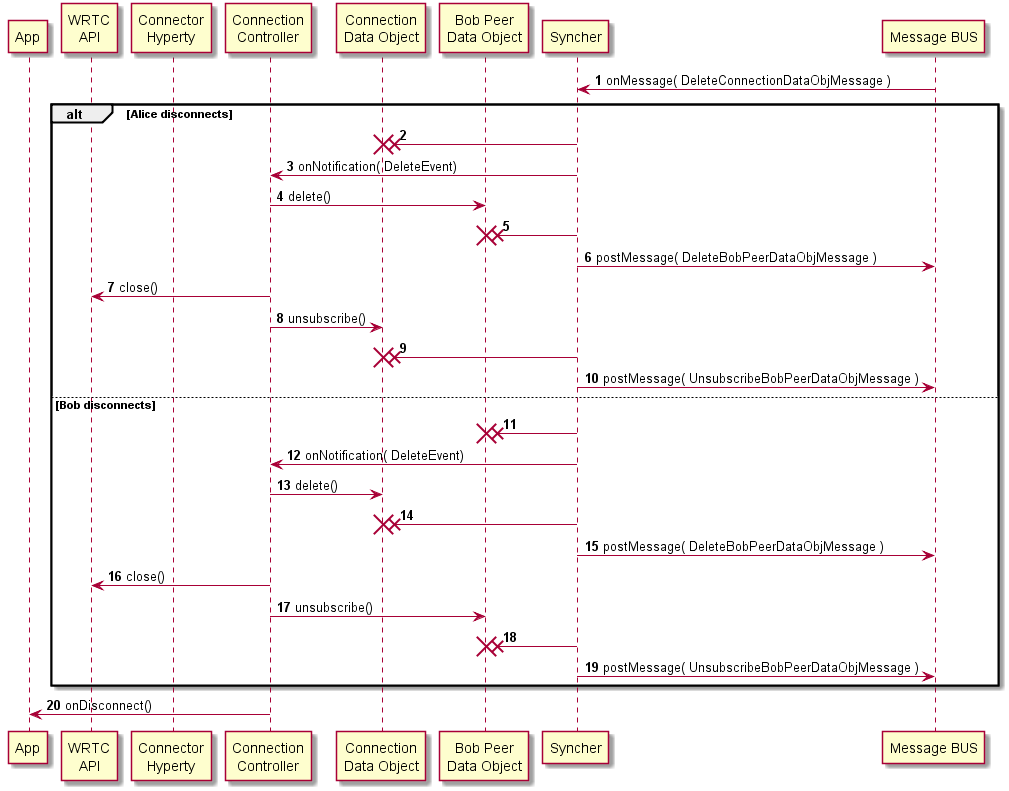 App
WRTC
API
Connector
Hyperty
Connection
Controller
Connection
Data Object
Bob Peer
Data Object
Syncher
Message BUS
1 onMessage( DeleteConnectionDataObjMessage )
alt [Alice disconnects]
2
3 onNotification( DeleteEvent)
4 delete()
5
6 postMessage( DeleteBobPeerDataObjMessage )
7 close()
8 unsubscribe()
9
10 postMessage( UnsubscribeBobPeerDataObjMessage )
[Bob disconnects]
11
12 onNotification( DeleteEvent)
13 delete()
14
15 postMessage( DeleteBobPeerDataObjMessage )
16 close()
17 unsubscribe()
18
19 postMessage( UnsubscribeBobPeerDataObjMessage )
20 onDisconnect()
App
WRTC
API
Connector
Hyperty
Connection
Controller
Connection
Data Object
Bob Peer
Data Object
Syncher
Message BUS